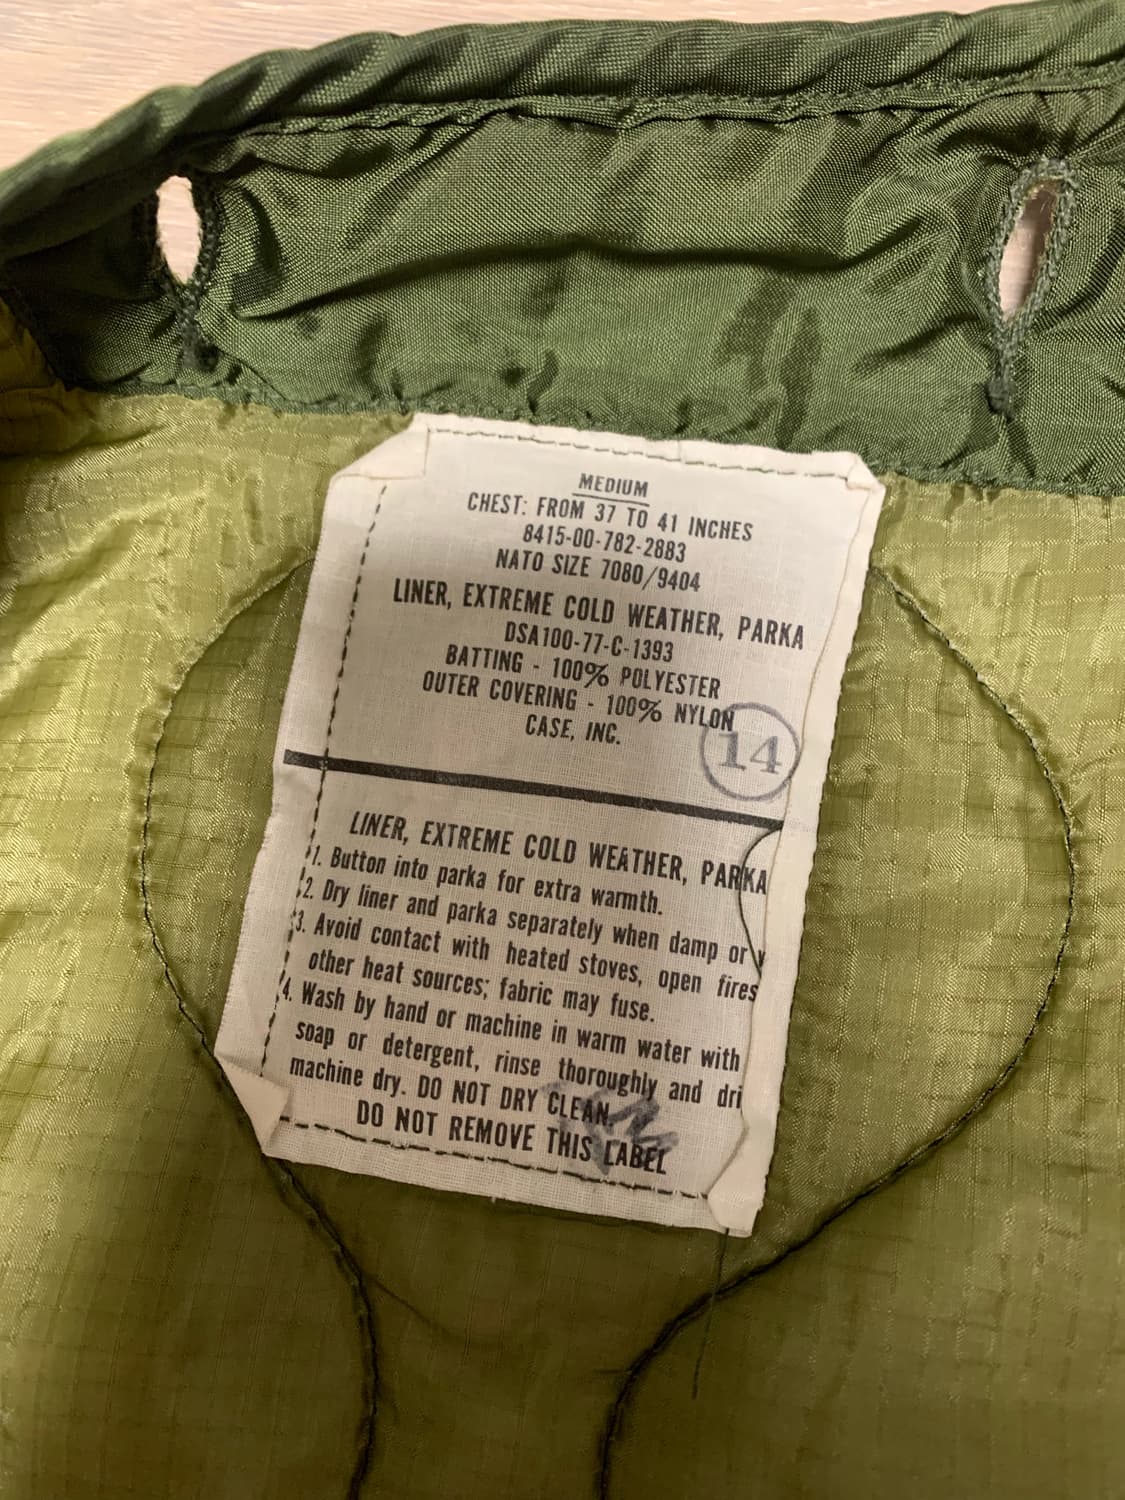 MEDIUM
CHEST: FROM 37 TO 41 INCHES
8415-00-782-2883
NATO SIZE 7080/9404
LINER, EXTREME COLD WEATHER, PARKA
DSA100-77-C-1393
BATTING - 100% POLYESTER
OUTER COVERING - 100% NYLON
CASE, INC.
14
LINER, EXTREME COLD WEATHER, PARKA
1. Button into parka for extra warmth.
2. Dry liner and parka separately when damp or
3. Avoid contact with heated stoves, open fires
other heat sources; fabric may fuse.
4. Wash by hand or machine in warm water with
soap or detergent, rinse thoroughly and dri
machine dry. DO NOT DRY CLEAN
DO NOT REMOVE THIS LABEL